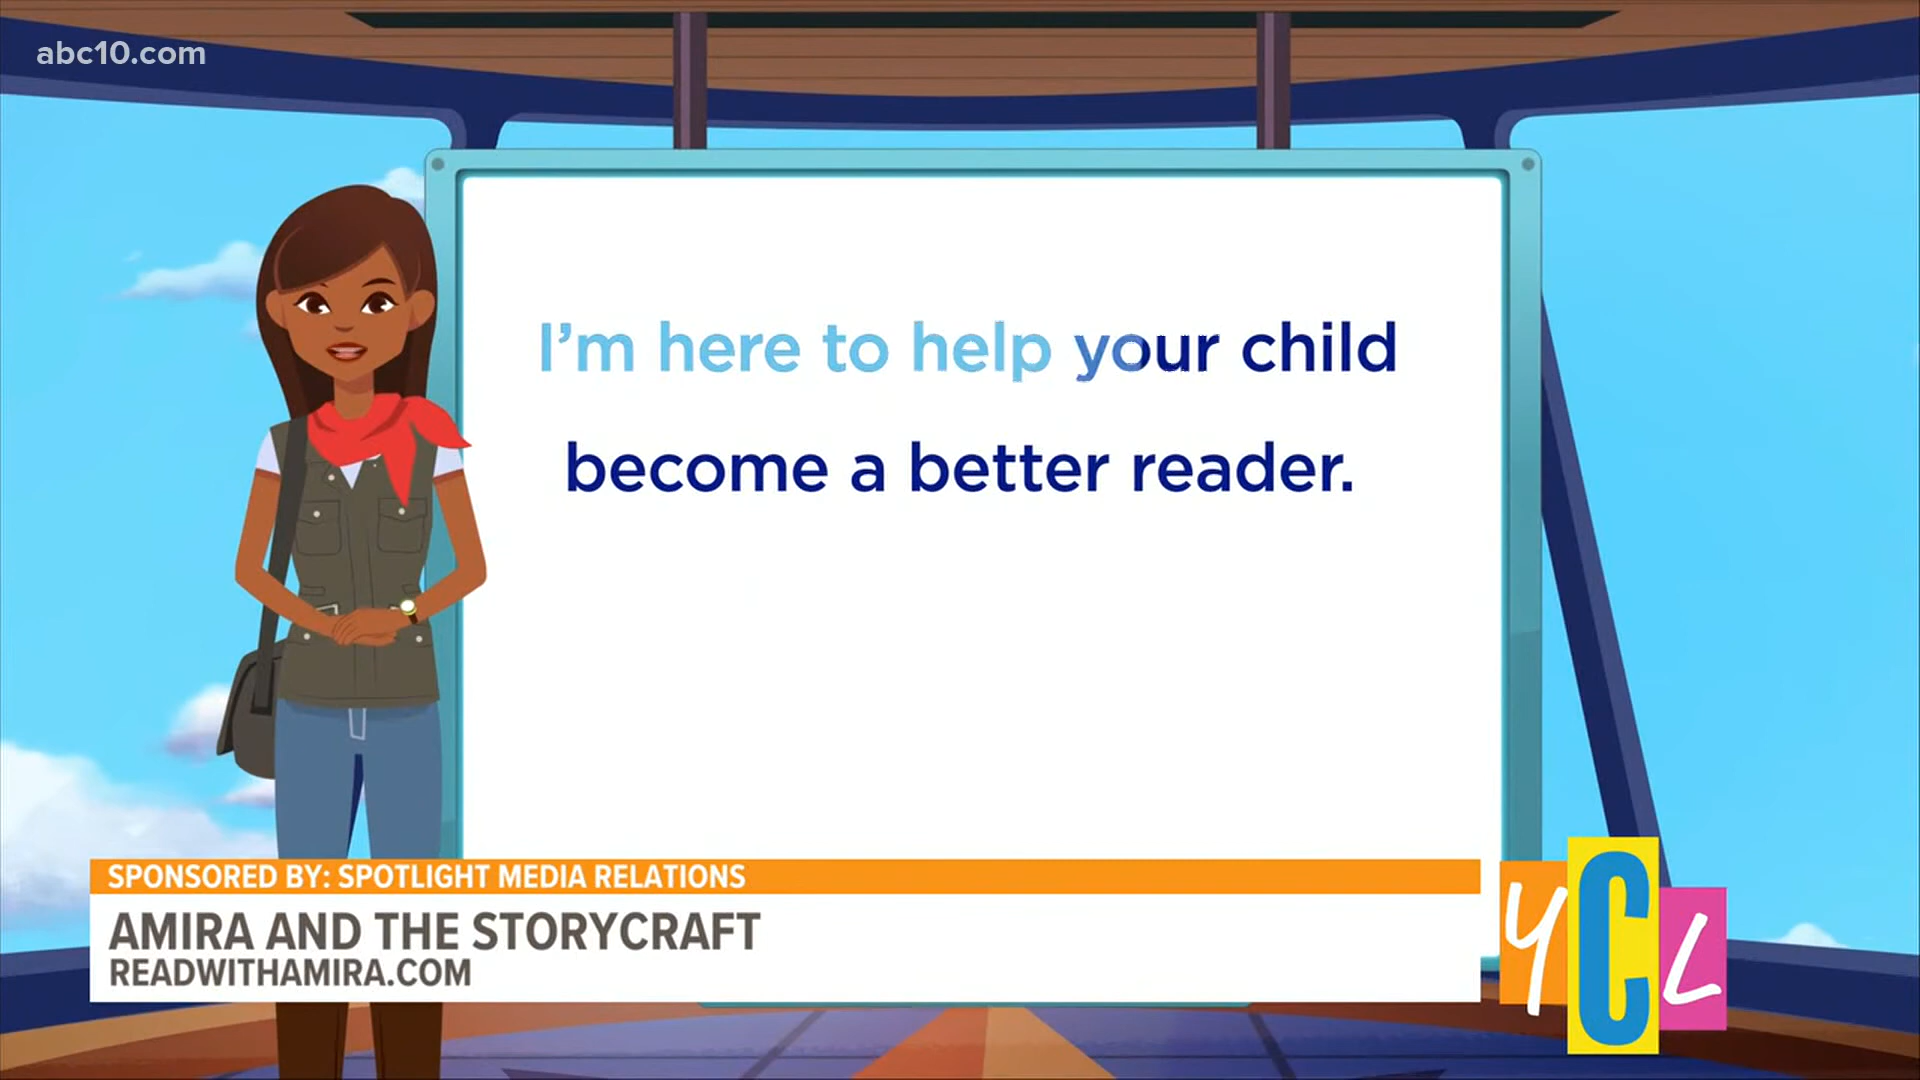 abc10.com
I'm here to help your child
become a better reader.
SPONSORED BY: SPOTLIGHT MEDIA RELATIONS
AMIRA AND THE STORYCRAFT
READWITHAMIRA.COM
YCL